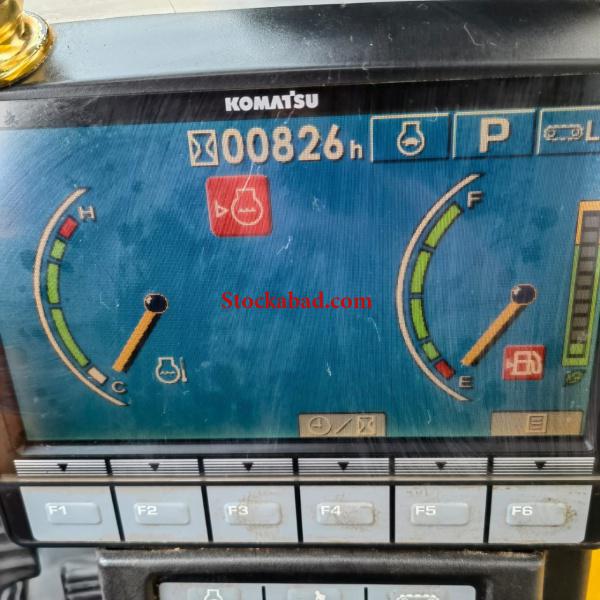 KOMATSU
00826h
P
L
H
F
Stockabad.com
C
E
F1 F2 F3 F4 F5 F6